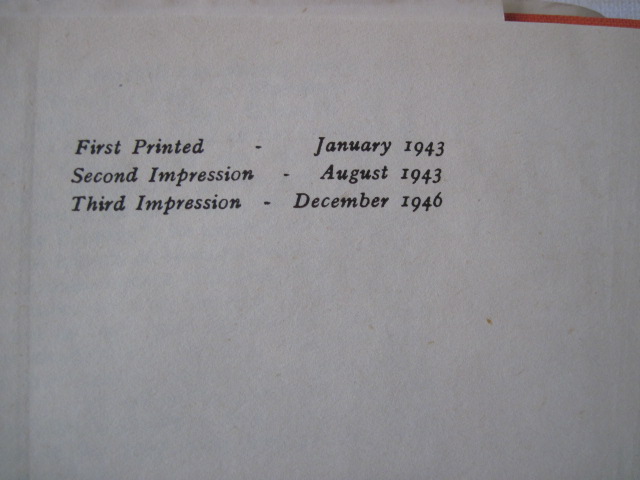 First Printed - January 1943
Second Impression - August 1943
Third Impression - December 1946